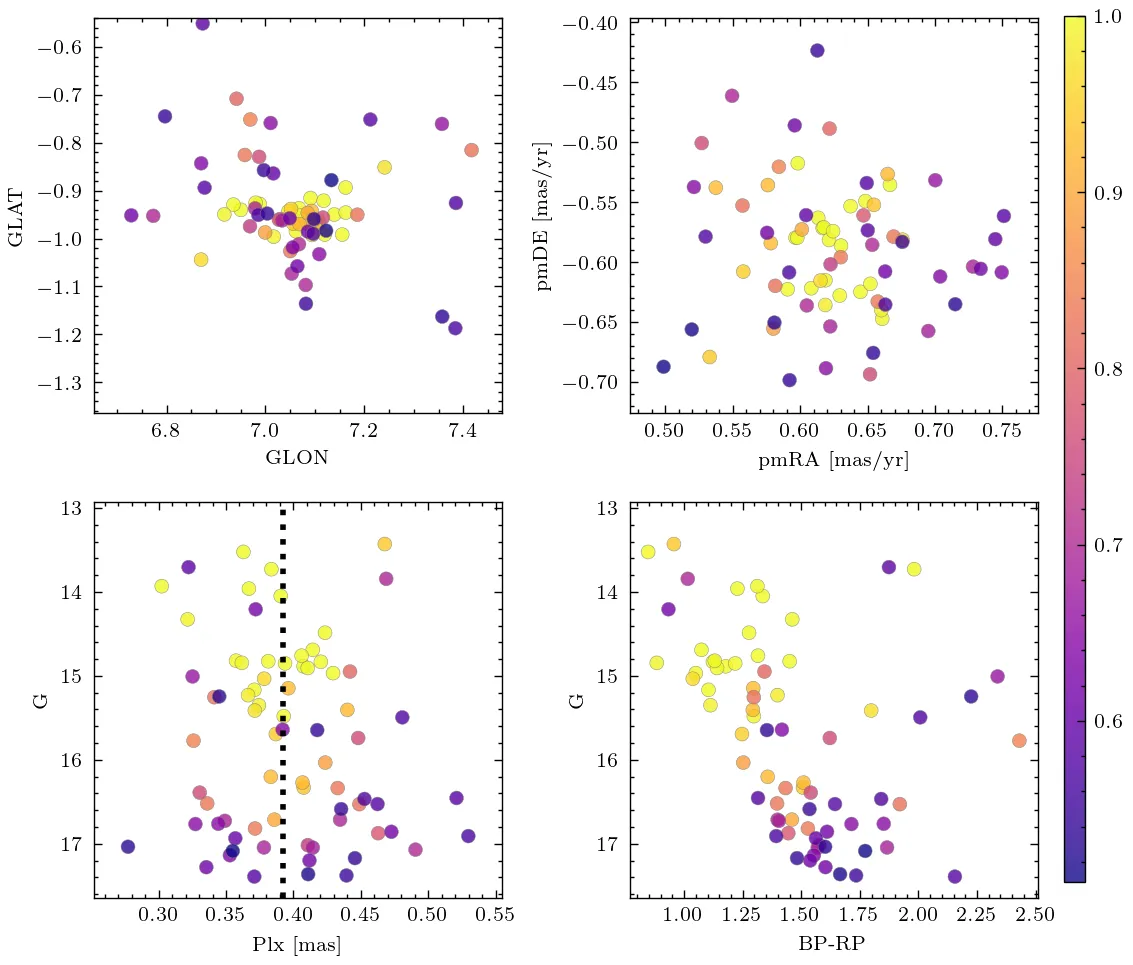 −0.6
−0.7
−0.8
−0.9
−1.0
−1.1
−1.2
−1.3
GLAT
6.8 7.0 7.2 7.4
GLON
−0.40
−0.45
−0.50
−0.55
−0.60
−0.65
−0.70
pmDE [mas/yr]
0.50 0.55 0.60 0.65 0.70 0.75
pmRA [mas/yr]
1.0
0.9
0.8
0.7
0.6
13
14
15
16
17
G
0.30 0.35 0.40 0.45 0.50 0.55
Plx [mas]
13
14
15
16
17
G
1.00 1.25 1.50 1.75 2.00 2.25 2.50
BP-RP